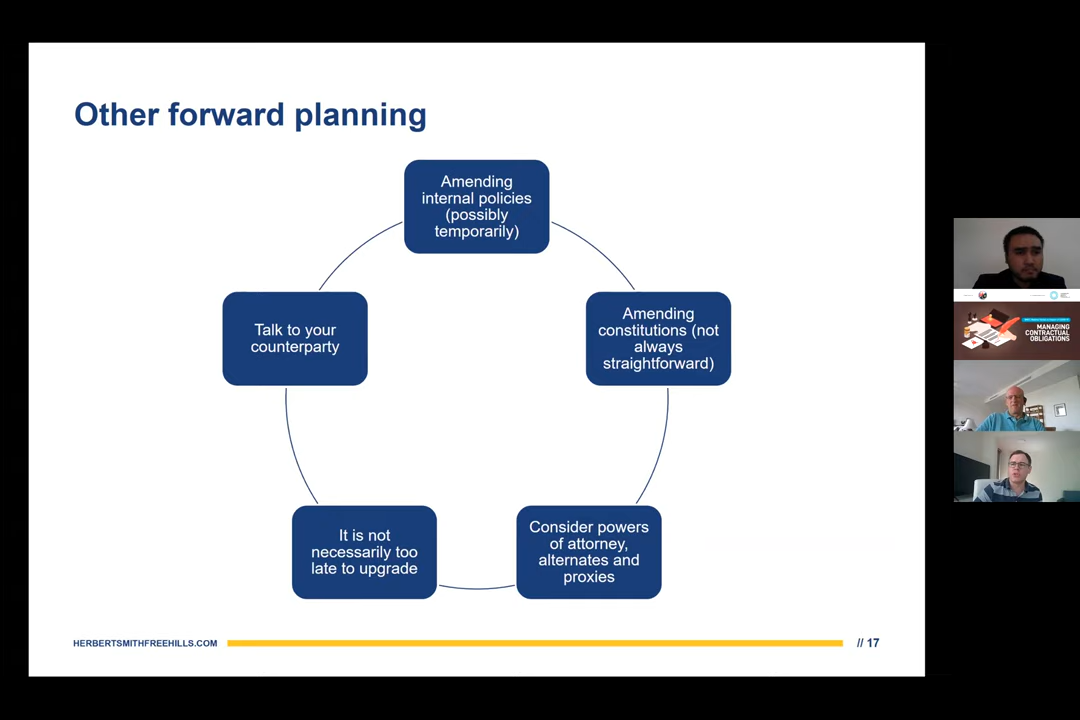 Other forward planning
Amending
internal policies
(possibly
temporarily)
Amending
constitutions (not
always
straightforward)
Consider powers
of attorney,
alternates and
proxies
It is not
necessarily too
late to upgrade
Talk to your
counterparty
HERBERTSMITHFREEHILLS.COM
// 17
MANAGING
CONTRACTUAL
OBLIGATIONS